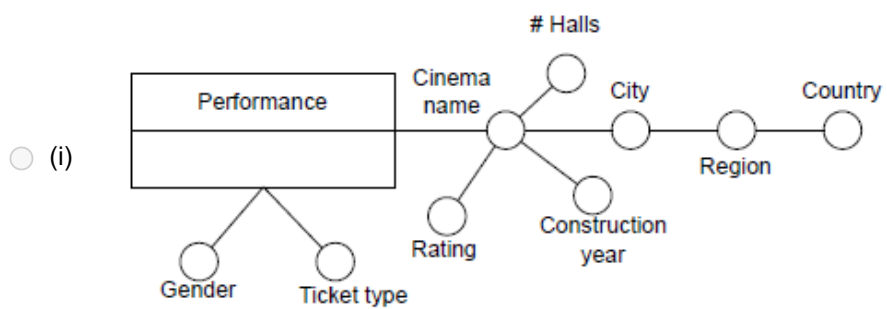 # Halls
Cinema
name
City
Country
Performance
(i)
Region
Rating
Construction
year
Gender
Ticket type